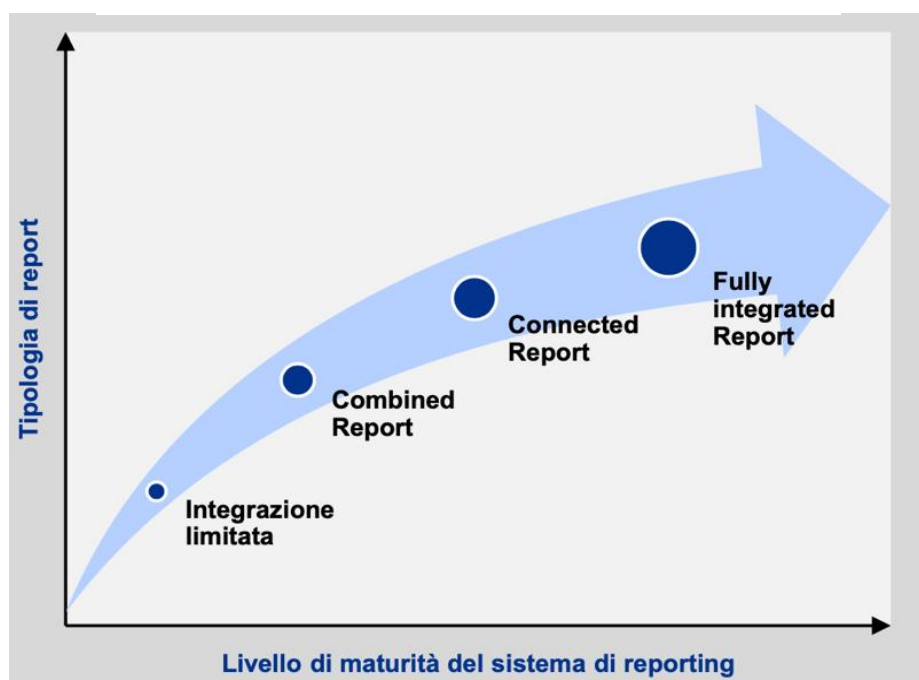 Tipologia di report
Fully
integrated
Report
Connected
Report
Combined
Report
Integrazione
limitata
Livello di maturità del sistema di reporting